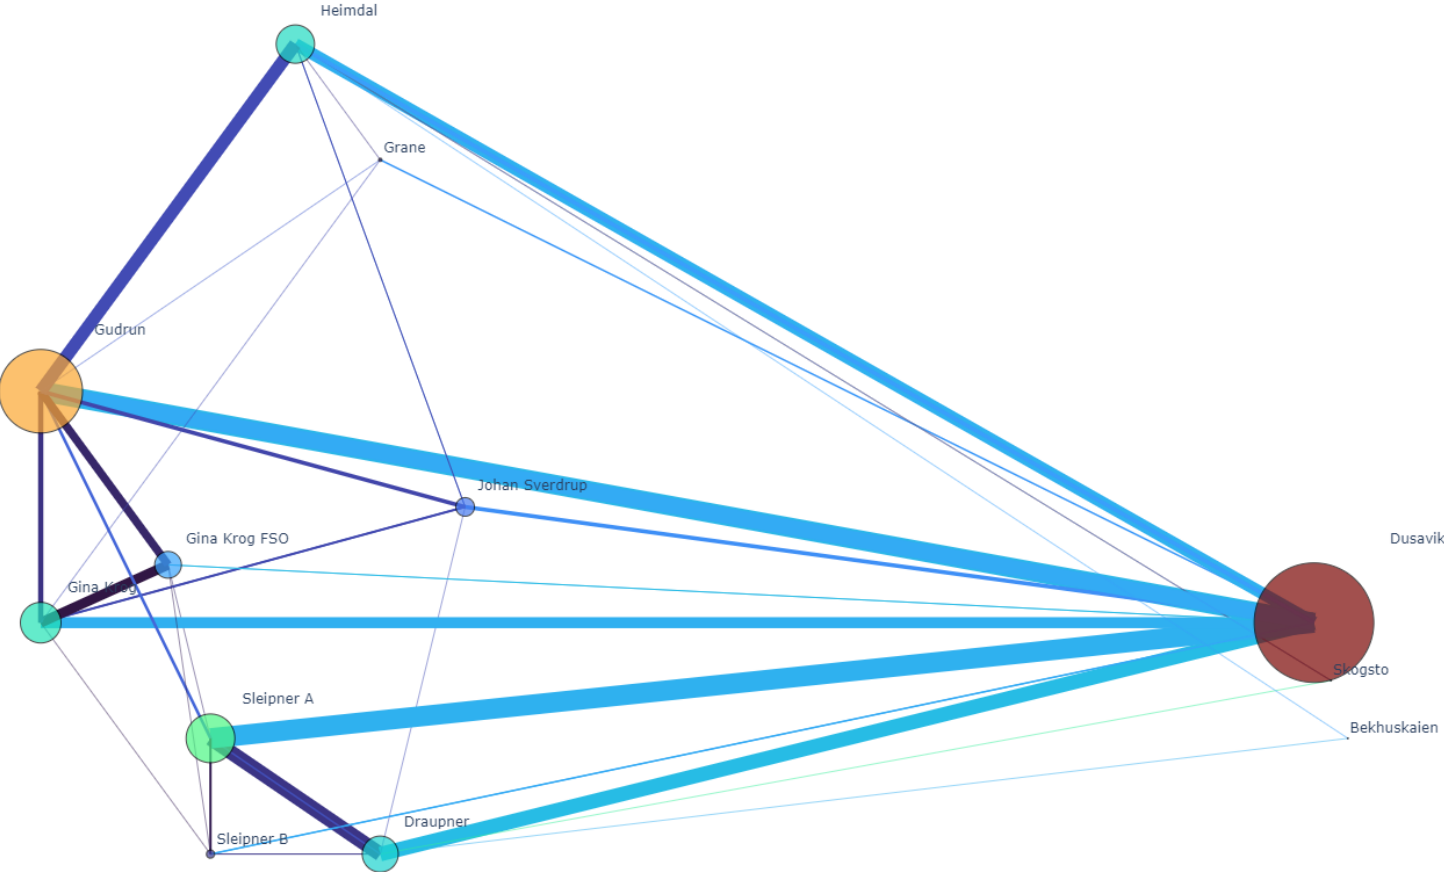 Heimdal
Grane
Gudrun
Johan Sverdrup
Gina Krog FSO
Dusavik
Gina Krog
Skogsto
Sleipner A
Bekhuskaien
Draupner
Sleipner B